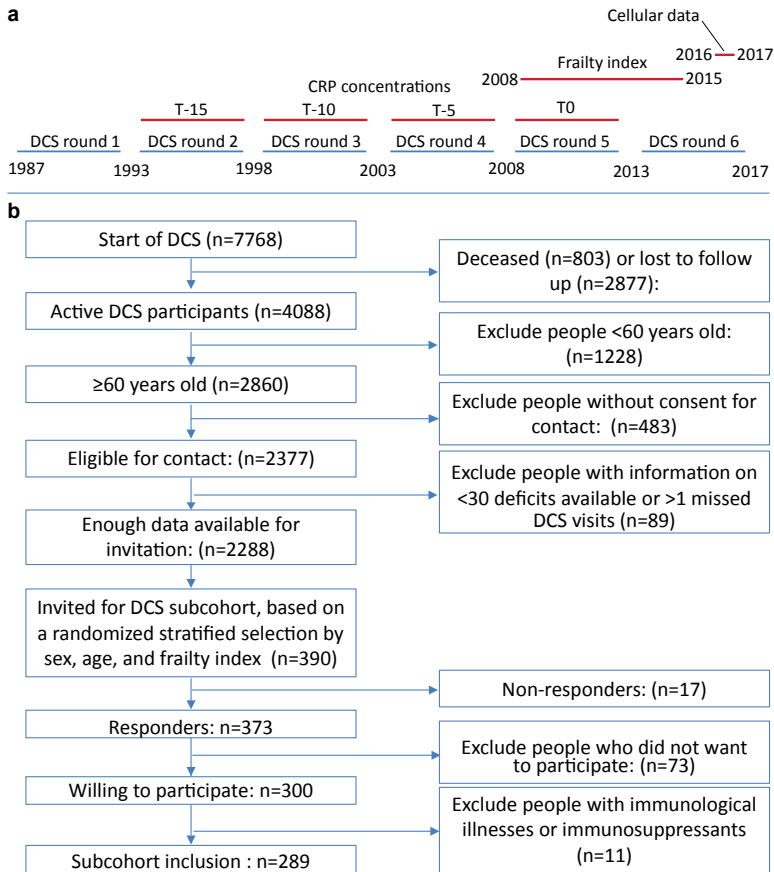 a
Cellular data
2016 2017
Frailty index
2008 2015
CRP concentrations
T-15 T-10 T-5 T0
DCS round 1 DCS round 2 DCS round 3 DCS round 4 DCS round 5 DCS round 6
1987 1993 1998 2003 2008 2013 2017
b
Start of DCS (n=7768)
Deceased (n=803) or lost to follow
up (n=2877):
Active DCS participants (n=4088)
Exclude people <60 years old:
(n=1228)
≥60 years old (n=2860)
Exclude people without consent for
contact: (n=483)
Eligible for contact: (n=2377)
Exclude people with information on
<30 deficits available or >1 missed
DCS visits (n=89)
Enough data available for
invitation: (n=2288)
Invited for DCS subcohort, based on
a randomized stratified selection by
sex, age, and frailty index (n=390)
Non-responders: (n=17)
Responders: n=373
Exclude people who did not want
to participate: (n=73)
Willing to participate: n=300
Exclude people with immunological
illnesses or immunosuppressants
(n=11)
Subcohort inclusion : n=289